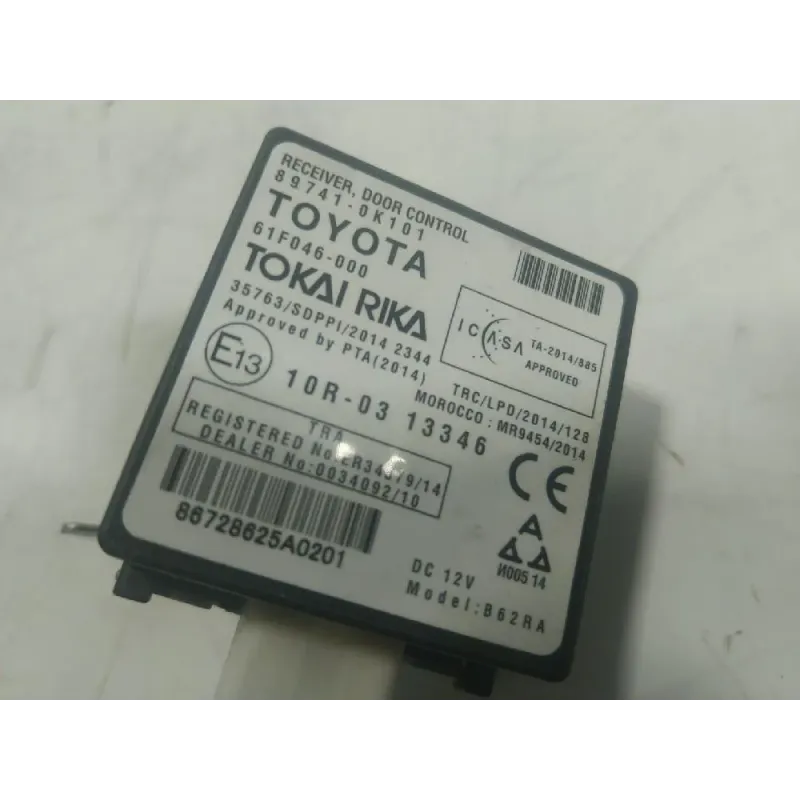 RECEIVER, DOOR CONTROL
89741-0K101
TOYOTA
61F046-000
TOKAI RIKA
35763/SDPPI/2014 2344
Approved by PTA(2014)
E13
10R-03 13346
ICASA TA-2014/885
APPROVED
TRC/LPD/2014/128
MOROCCO : MR9454/2014
TRA
REGISTERED No:
DEALER No:0034092/10
86728625A0201
CE
И005 14
DC 12V
Model:B62RA